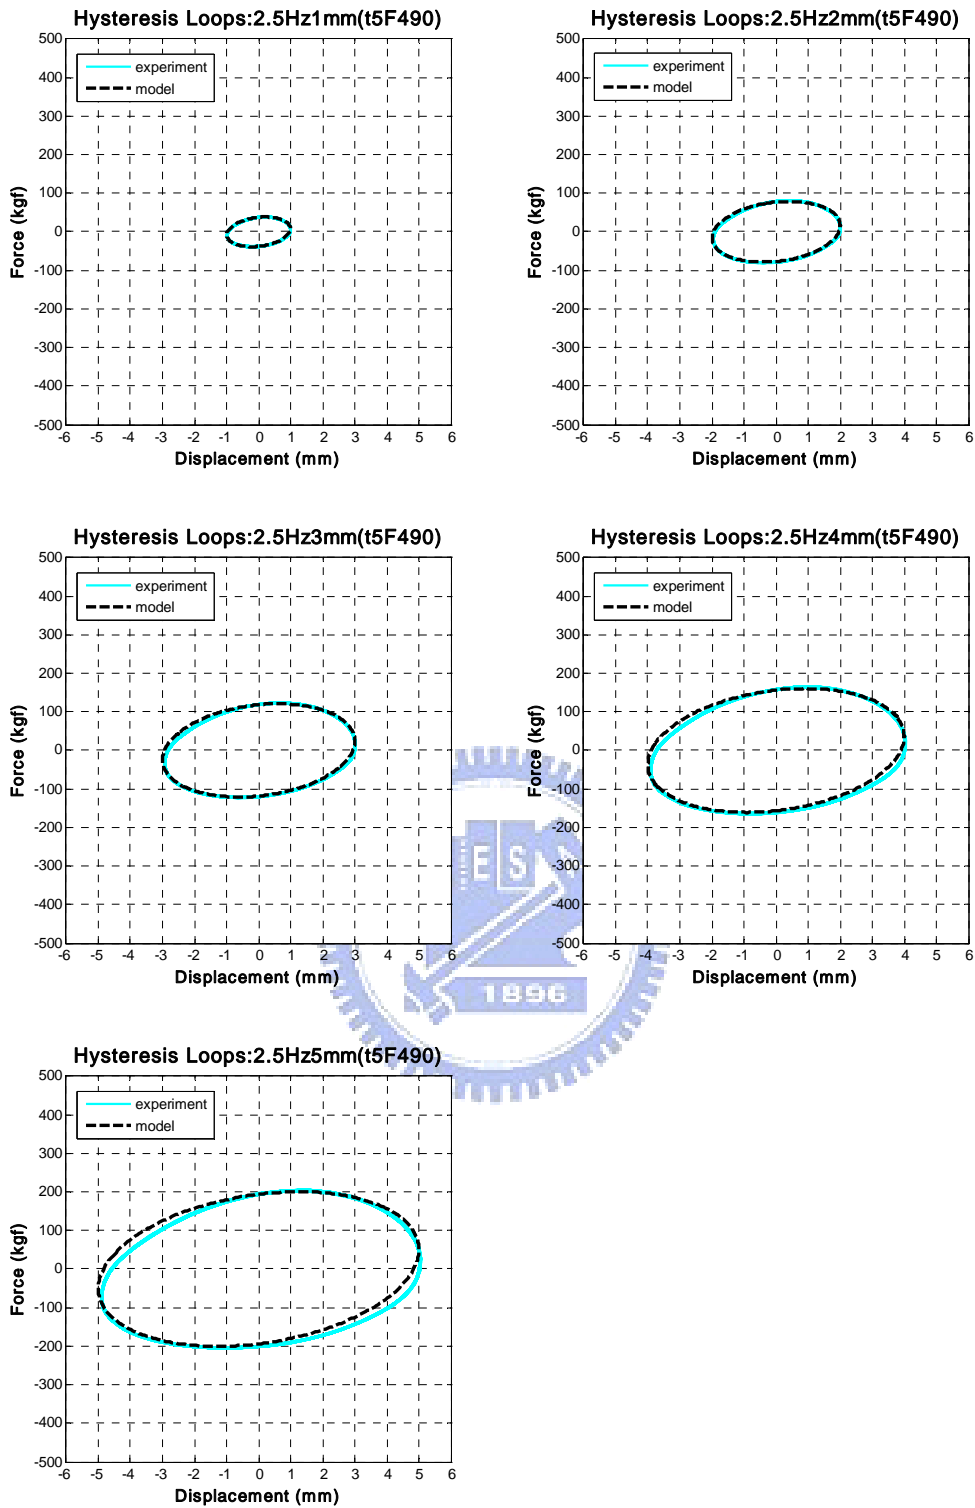 Hysteresis Loops:2.5Hz1mm(t5F490)
500
400
300
200
100
0
-100
-200
-300
-400
-500
Force (kgf)
experiment
model
-6 -5 -4 -3 -2 -1 0 1 2 3 4 5 6
Displacement (mm)
Hysteresis Loops:2.5Hz2mm(t5F490)
500
400
300
200
100
0
-100
-200
-300
-400
-500
Force (kgf)
experiment
model
-6 -5 -4 -3 -2 -1 0 1 2 3 4 5 6
Displacement (mm)
Hysteresis Loops:2.5Hz3mm(t5F490)
500
400
300
200
100
0
-100
-200
-300
-400
-500
Force (kgf)
experiment
model
-6 -5 -4 -3 -2 -1 0 1 2 3 4 5 6
Displacement (mm)
Hysteresis Loops:2.5Hz4mm(t5F490)
500
400
300
200
100
0
-100
-200
-300
-400
-500
Force (kgf)
experiment
model
-6 -5 -4 -3 -2 -1 0 1 2 3 4 5 6
Displacement (mm)
ES
1896
Hysteresis Loops:2.5Hz5mm(t5F490)
500
400
300
200
100
0
-100
-200
-300
-400
-500
Force (kgf)
experiment
model
-6 -5 -4 -3 -2 -1 0 1 2 3 4 5 6
Displacement (mm)